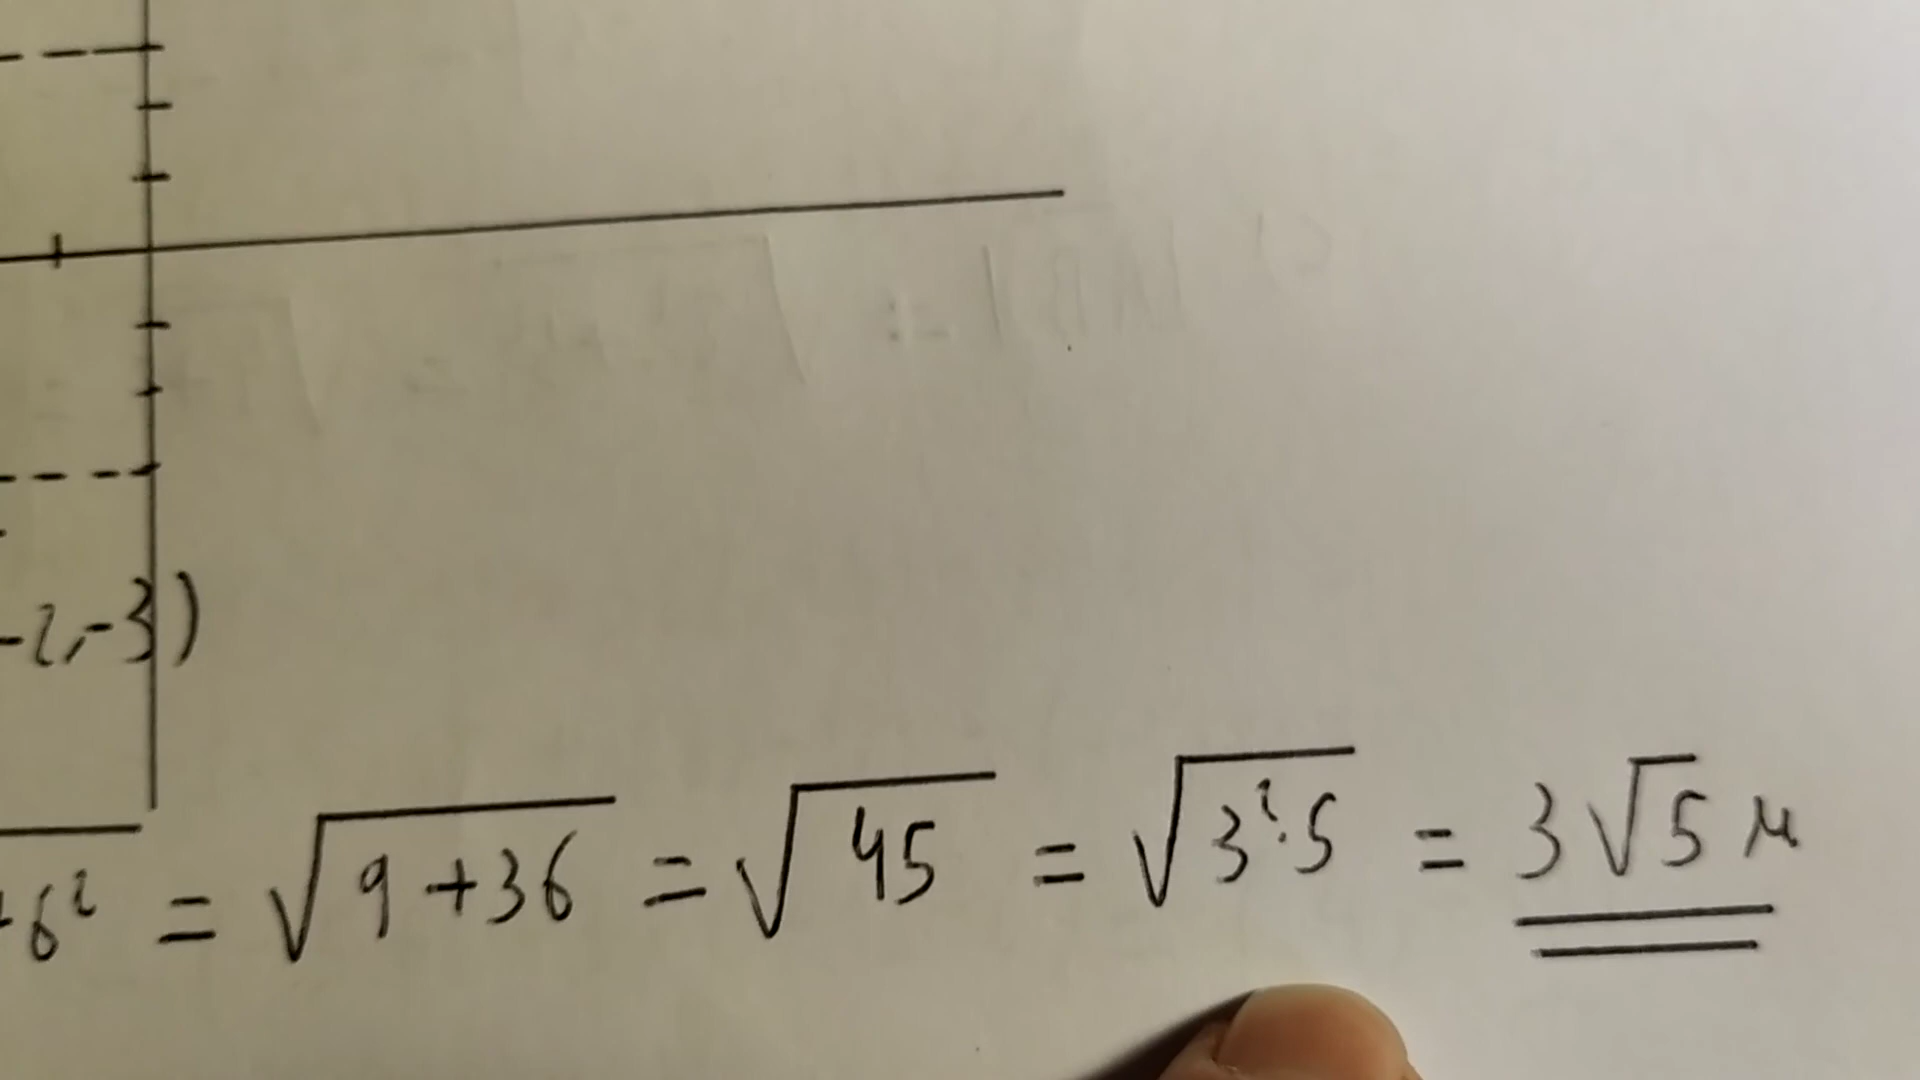 -2,-3)
+6² = √9+36 = √45 = √3²·5 = 3√5 μ